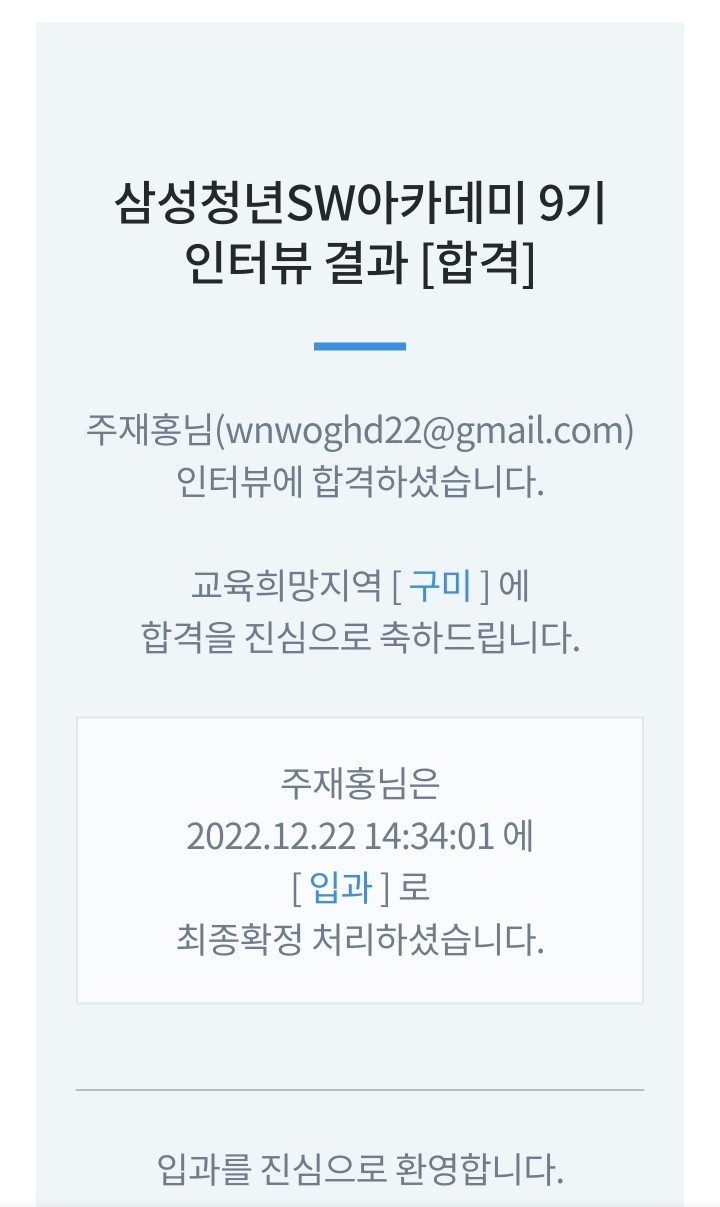 삼성청년SW아카데미 9기
인터뷰 결과 [합격]
주재홍님(wnwoghd22@gmail.com)
인터뷰에 합격하셨습니다.
교육희망지역 [ 구미 ] 에
합격을 진심으로 축하드립니다.
주재홍님은
2022.12.22 14:34:01 에
[ 입과 ] 로
최종확정 처리하셨습니다.
입과를 진심으로 환영합니다.